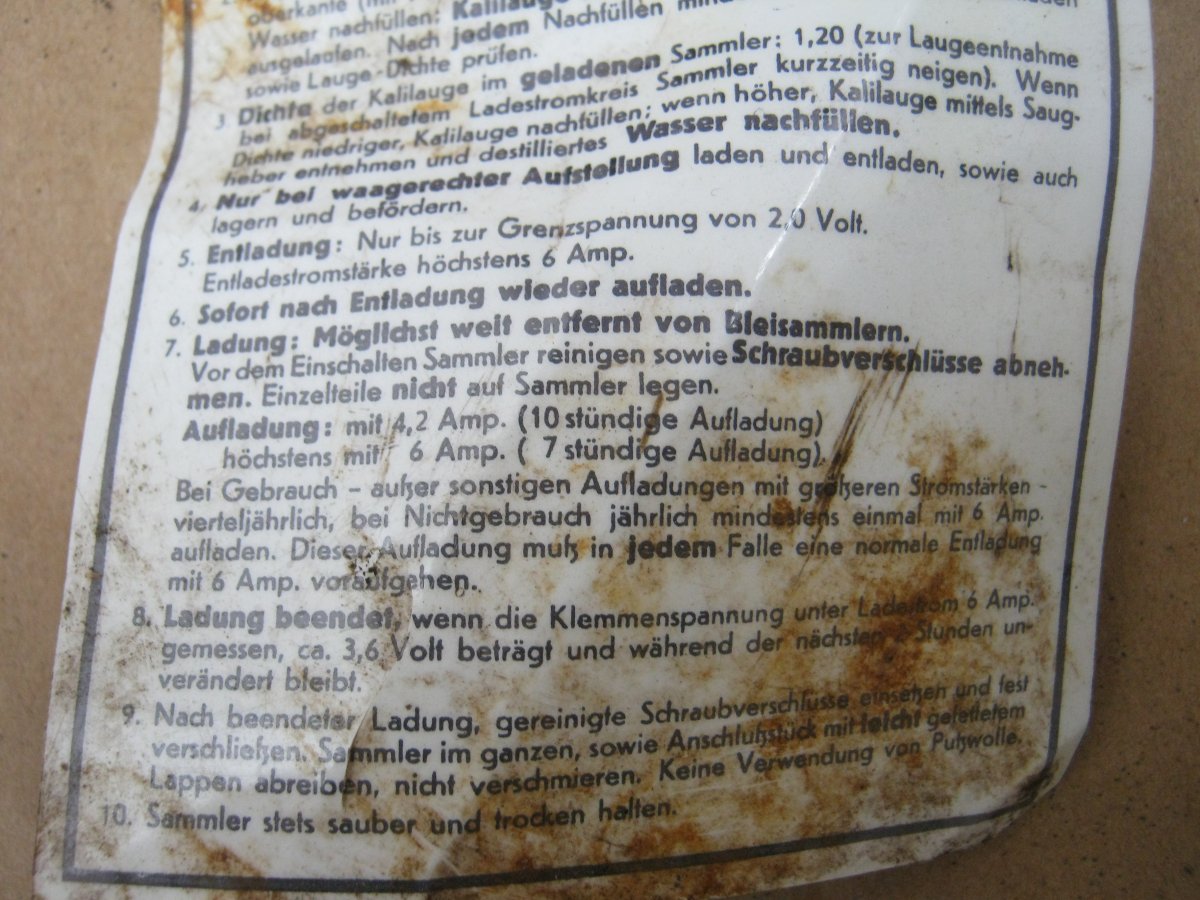 oberkante
Wasser nachfüllen: Kalilauge
ausgelaufen. Nach jedem Nachfüllen
sowie Lauge-Dichte prüfen.
3 Dichte der Kalilauge im geladenen Sammler: 1,20 (zur Laugeentnahme
bei abgeschaltetem Ladestromkreis Sammler kurzzeitig neigen). Wenn
Dichte niedriger, Kalilauge nachfüllen; wenn höher, Kalilauge mittels Saug-
heber entnehmen und destilliertes Wasser nachfüllen.
4. Nur bei waagerechter Aufstellung laden und entladen, sowie auch
lagern und befördern.
5. Entladung: Nur bis zur Grenzspannung von 2,0 Volt.
Entladestromstärke höchstens 6 Amp.
6. Sofort nach Entladung wieder aufladen.
7. Ladung: Möglichst weit entfernt von Bleisammlern.
Vor dem Einschalten Sammler reinigen sowie Schraubverschlüsse abneh-
men. Einzelteile nicht auf Sammler legen.
Aufladung: mit 4,2 Amp. (10 stündige Aufladung)
höchstens mit 6 Amp. ( 7 stündige Aufladung).
Bei Gebrauch – außer sonstigen Aufladungen mit größeren Stromstärken –
vierteljährlich, bei Nichtgebrauch jährlich mindestens einmal mit 6 Amp.
aufladen. Dieser Aufladung muß in jedem Falle eine normale Entladung
mit 6 Amp. voraufgehen.
8. Ladung beendet, wenn die Klemmenspannung unter Ladestrom 6 Amp.
gemessen, ca. 3,6 Volt beträgt und während der nächsten Stunden un-
verändert bleibt.
9. Nach beendeter Ladung, gereinigte Schraubverschlüsse einsetzen und fest
verschließen. Sammler im ganzen, sowie Anschlußstück mit leicht gefettetem
Lappen abreiben, nicht verschmieren. Keine Verwendung von Putzwolle.
10. Sammler stets sauber und trocken halten.